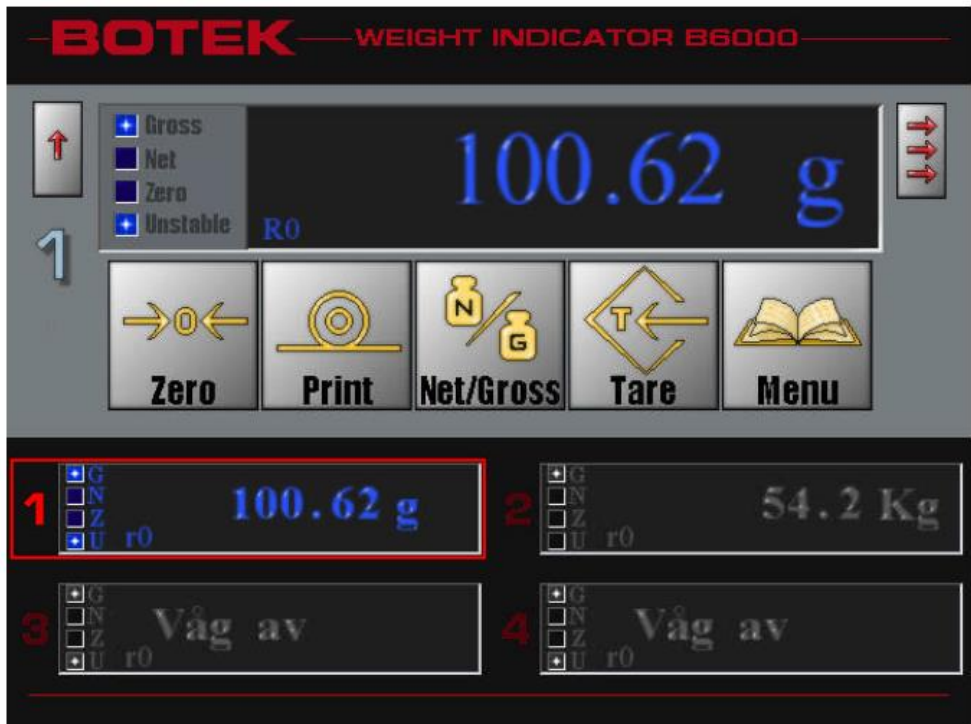 BOTEK WEIGHT INDICATOR B6000
Gross
Net
Zero
Unstable
R0
100.62 g
1
0
N
G
T
Zero
Print
Net/Gross
Tare
Menu
1
G
N
Z
U
r0
100.62 g
2
G
N
Z
U
r0
54.2 Kg
3
G
N
Z
U
r0
Våg av
4
G
N
Z
U
r0
Våg av